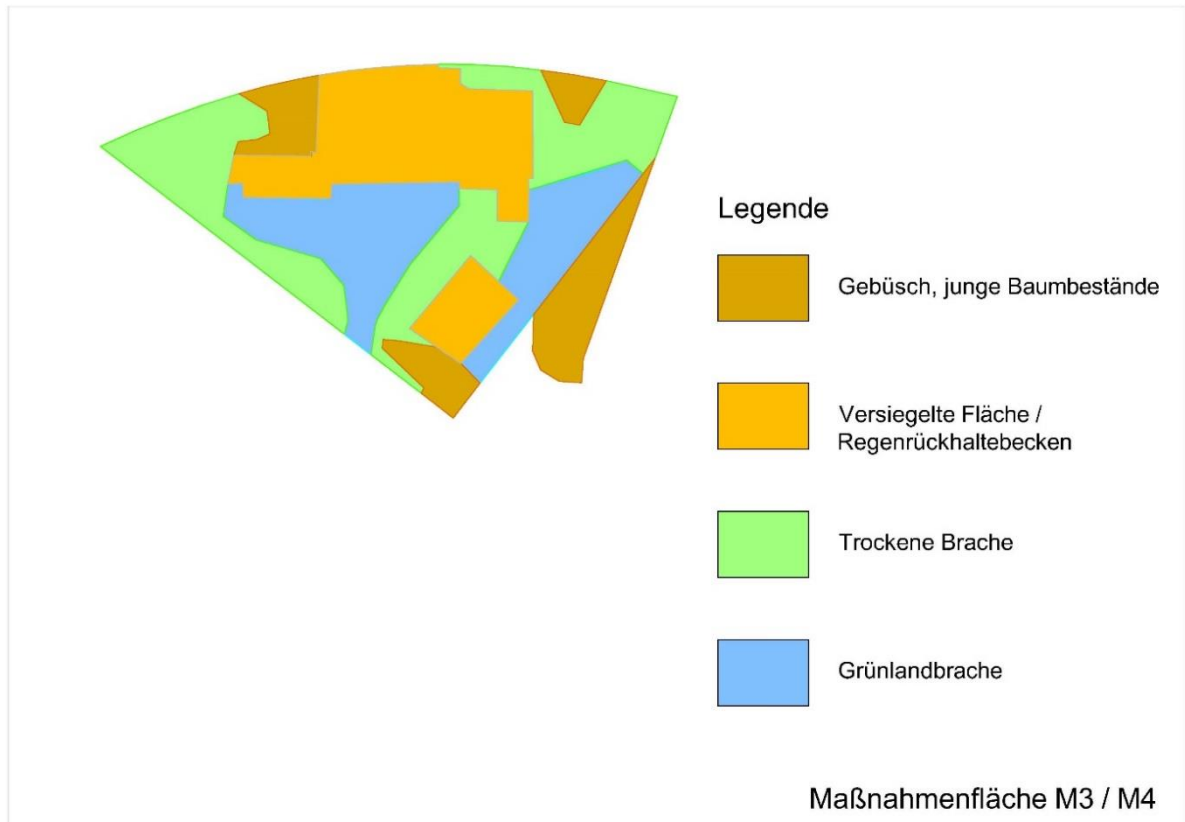 Legende
Gebüsch, junge Baumbestände
Versiegelte Fläche /
Regenrückhaltebecken
Trockene Brache
Grünlandbrache
Maßnahmenfläche M3 / M4